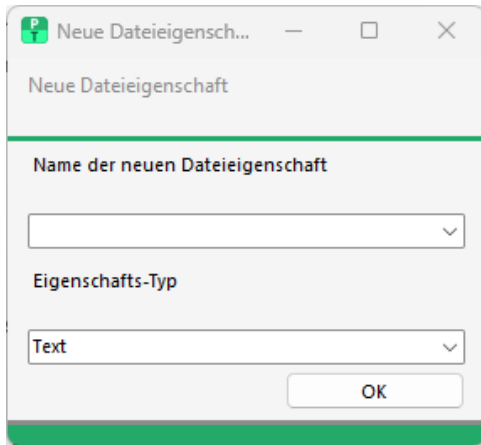 P
T
Neue Dateieigensch...
Neue Dateieigenschaft
Name der neuen Dateieigenschaft
Eigenschafts-Typ
Text
OK